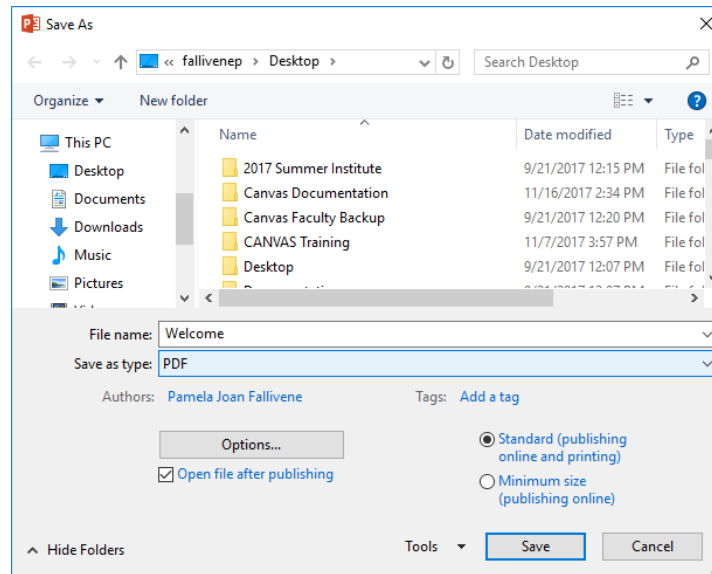 Save As
« fallivenep › Desktop ›
Search Desktop
Organize
New folder
Name
Date modified
Type
This PC
Desktop
Documents
Downloads
Music
Pictures
2017 Summer Institute 9/21/2017 12:15 PM File fol
Canvas Documentation 11/16/2017 2:34 PM File fol
Canvas Faculty Backup 9/21/2017 12:20 PM File fol
CANVAS Training 11/7/2017 3:57 PM File fol
Desktop 9/21/2017 12:07 PM File fol
File name: Welcome
Save as type: PDF
Authors: Pamela Joan Fallivene
Tags: Add a tag
Options...
Open file after publishing
Standard (publishing
online and printing)
Minimum size
(publishing online)
Hide Folders
Tools
Save
Cancel